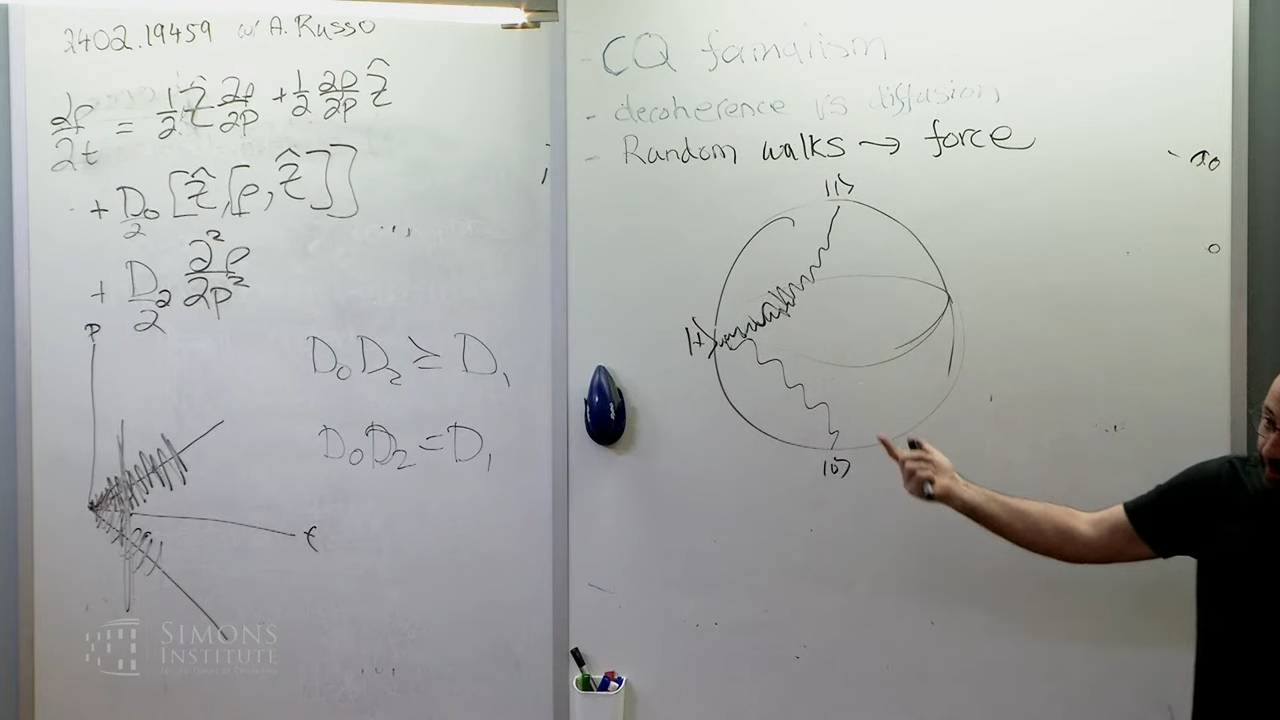 2402.19459 w/ A. Russo
∂ρ/∂t = 1/2 Ẑ ∂ρ/∂p + 1/2 ∂ρ/∂p Ẑ
+ D₀/2 [Ẑ,[ρ,Ẑ]]
+ D₂/2 ∂²ρ/∂p²
D₀D₂ ≥ D₁
D₀D₂ = D₁
p
t
- CQ formalism
- decoherence vs diffusion
- Random walks → force
|1⟩
|+⟩
|0⟩
SIMONS
INSTITUTE